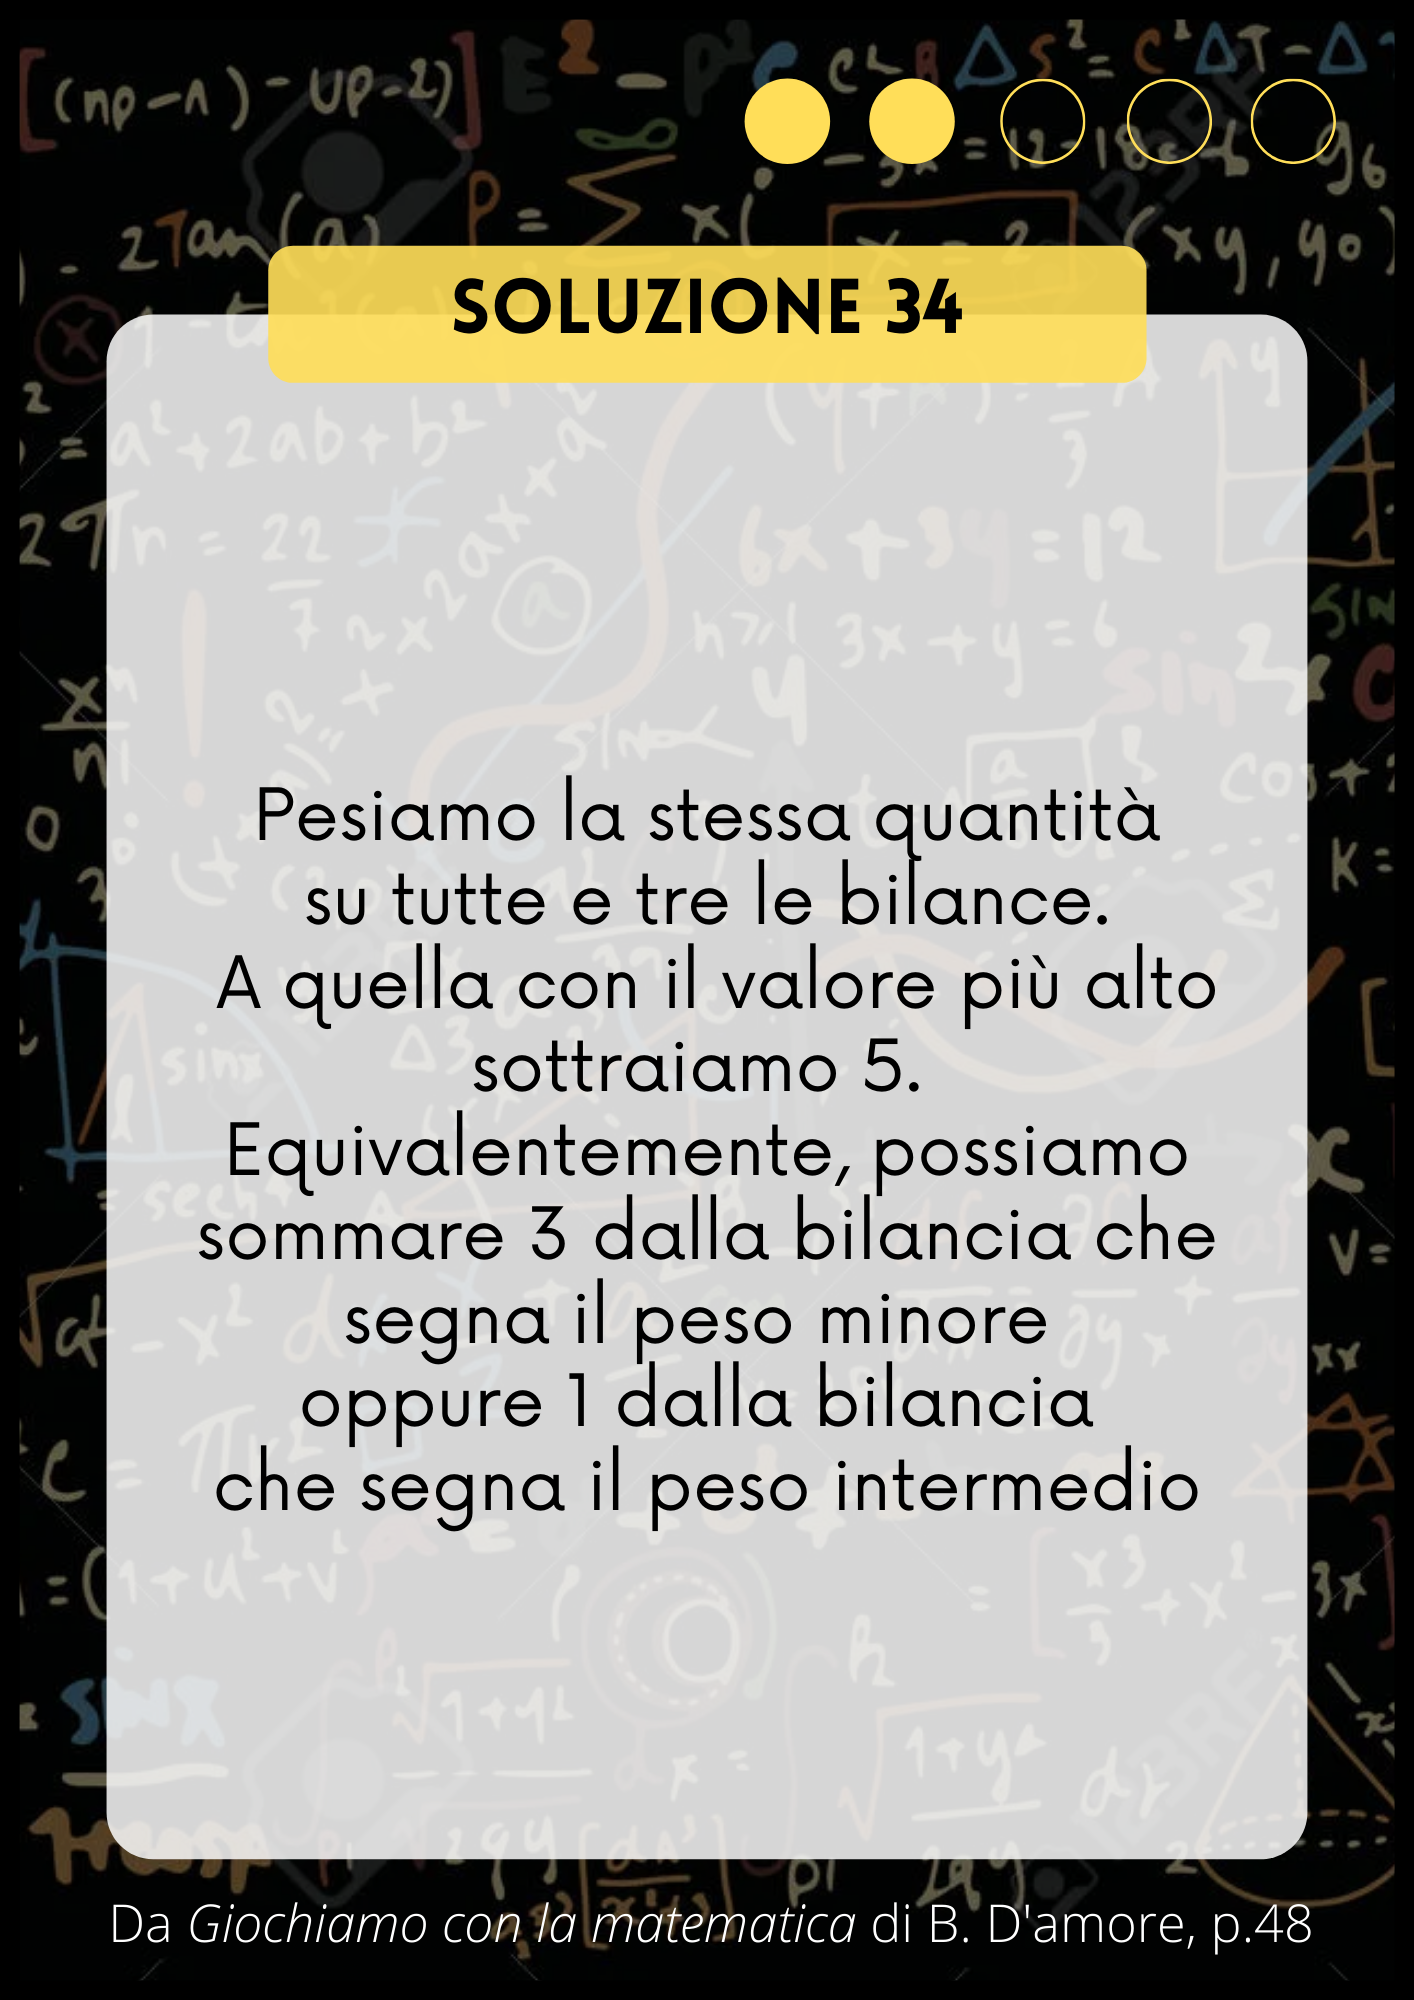 SOLUZIONE 34
Pesiamo la stessa quantità
su tutte e tre le bilance.
A quella con il valore più alto
sottraiamo 5.
Equivalentemente, possiamo
sommare 3 dalla bilancia che
segna il peso minore
oppure 1 dalla bilancia
che segna il peso intermedio
Da Giochiamo con la matematica di B. D'amore, p.48